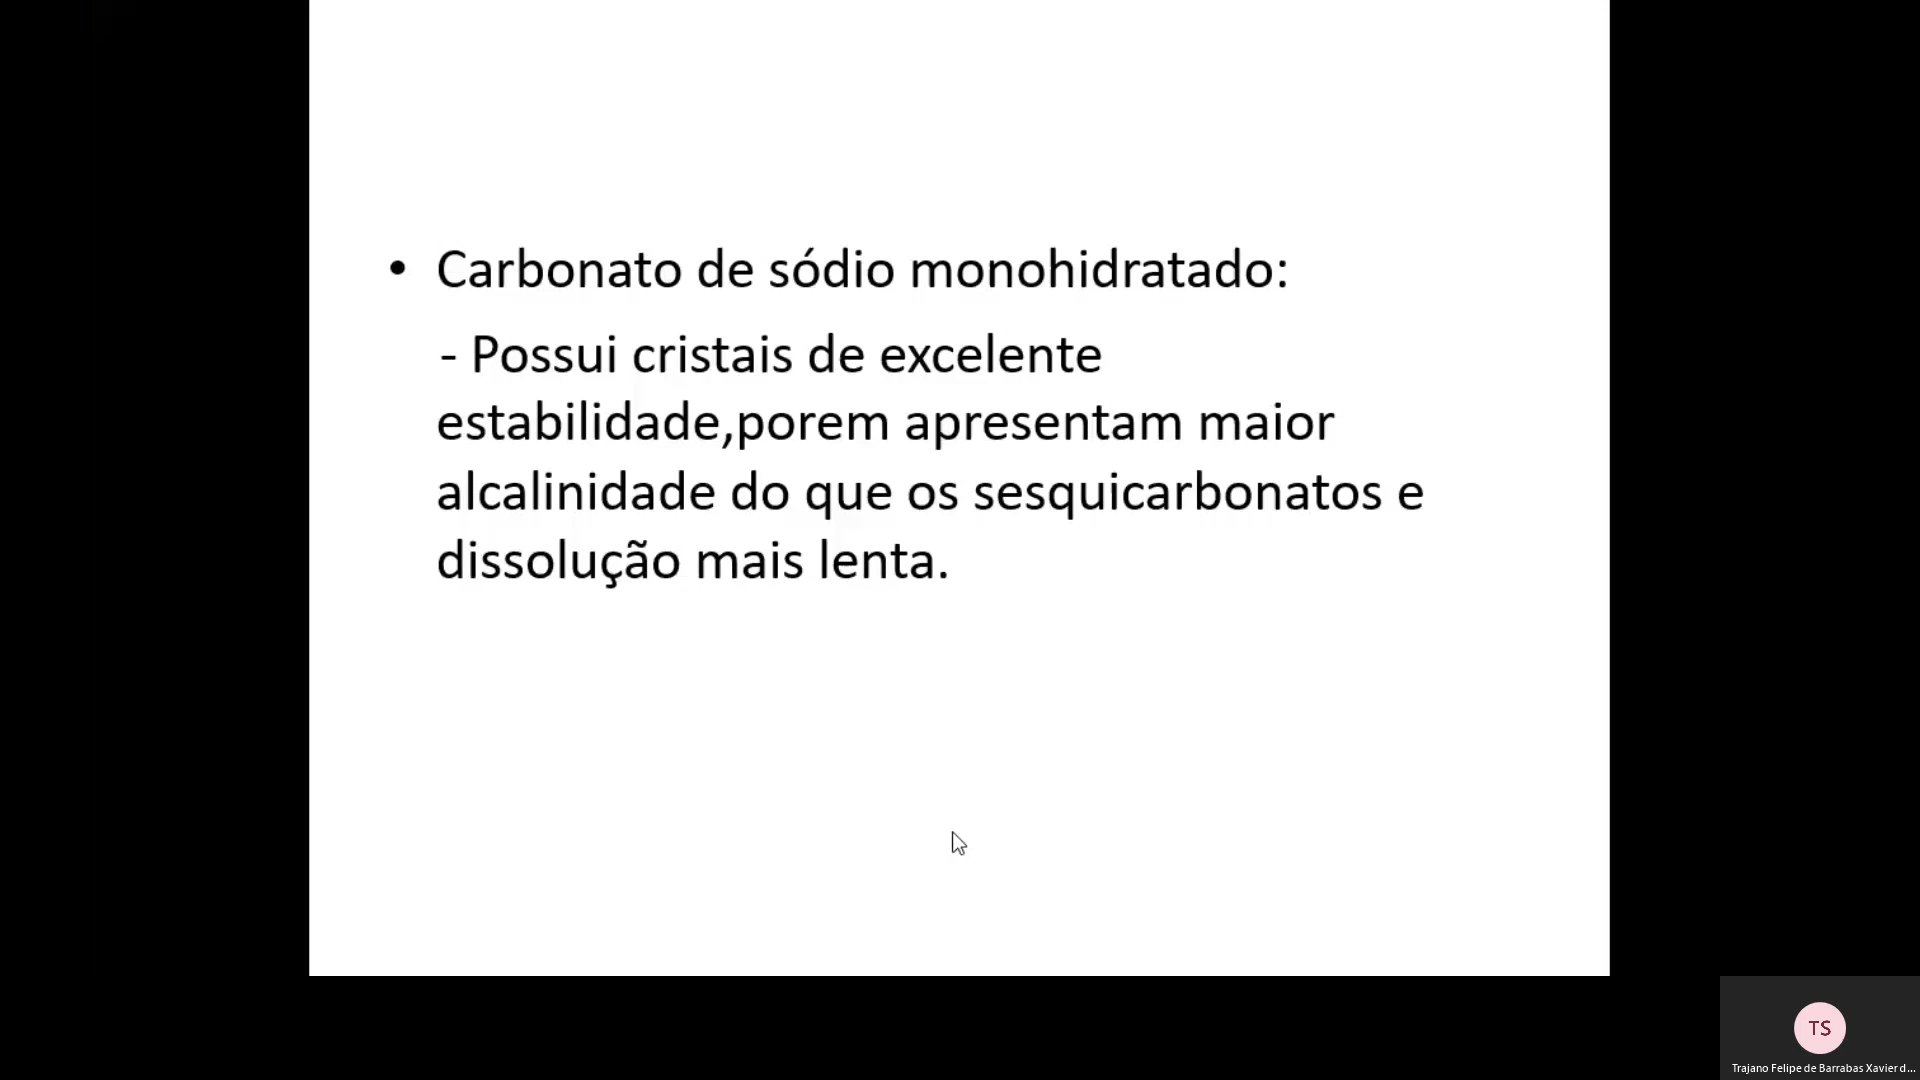 • Carbonato de sódio monohidratado:
- Possui cristais de excelente
estabilidade,porem apresentam maior
alcalinidade do que os sesquicarbonatos e
dissolução mais lenta.
TS
Trajano Felipe de Barrabas Xavier d...